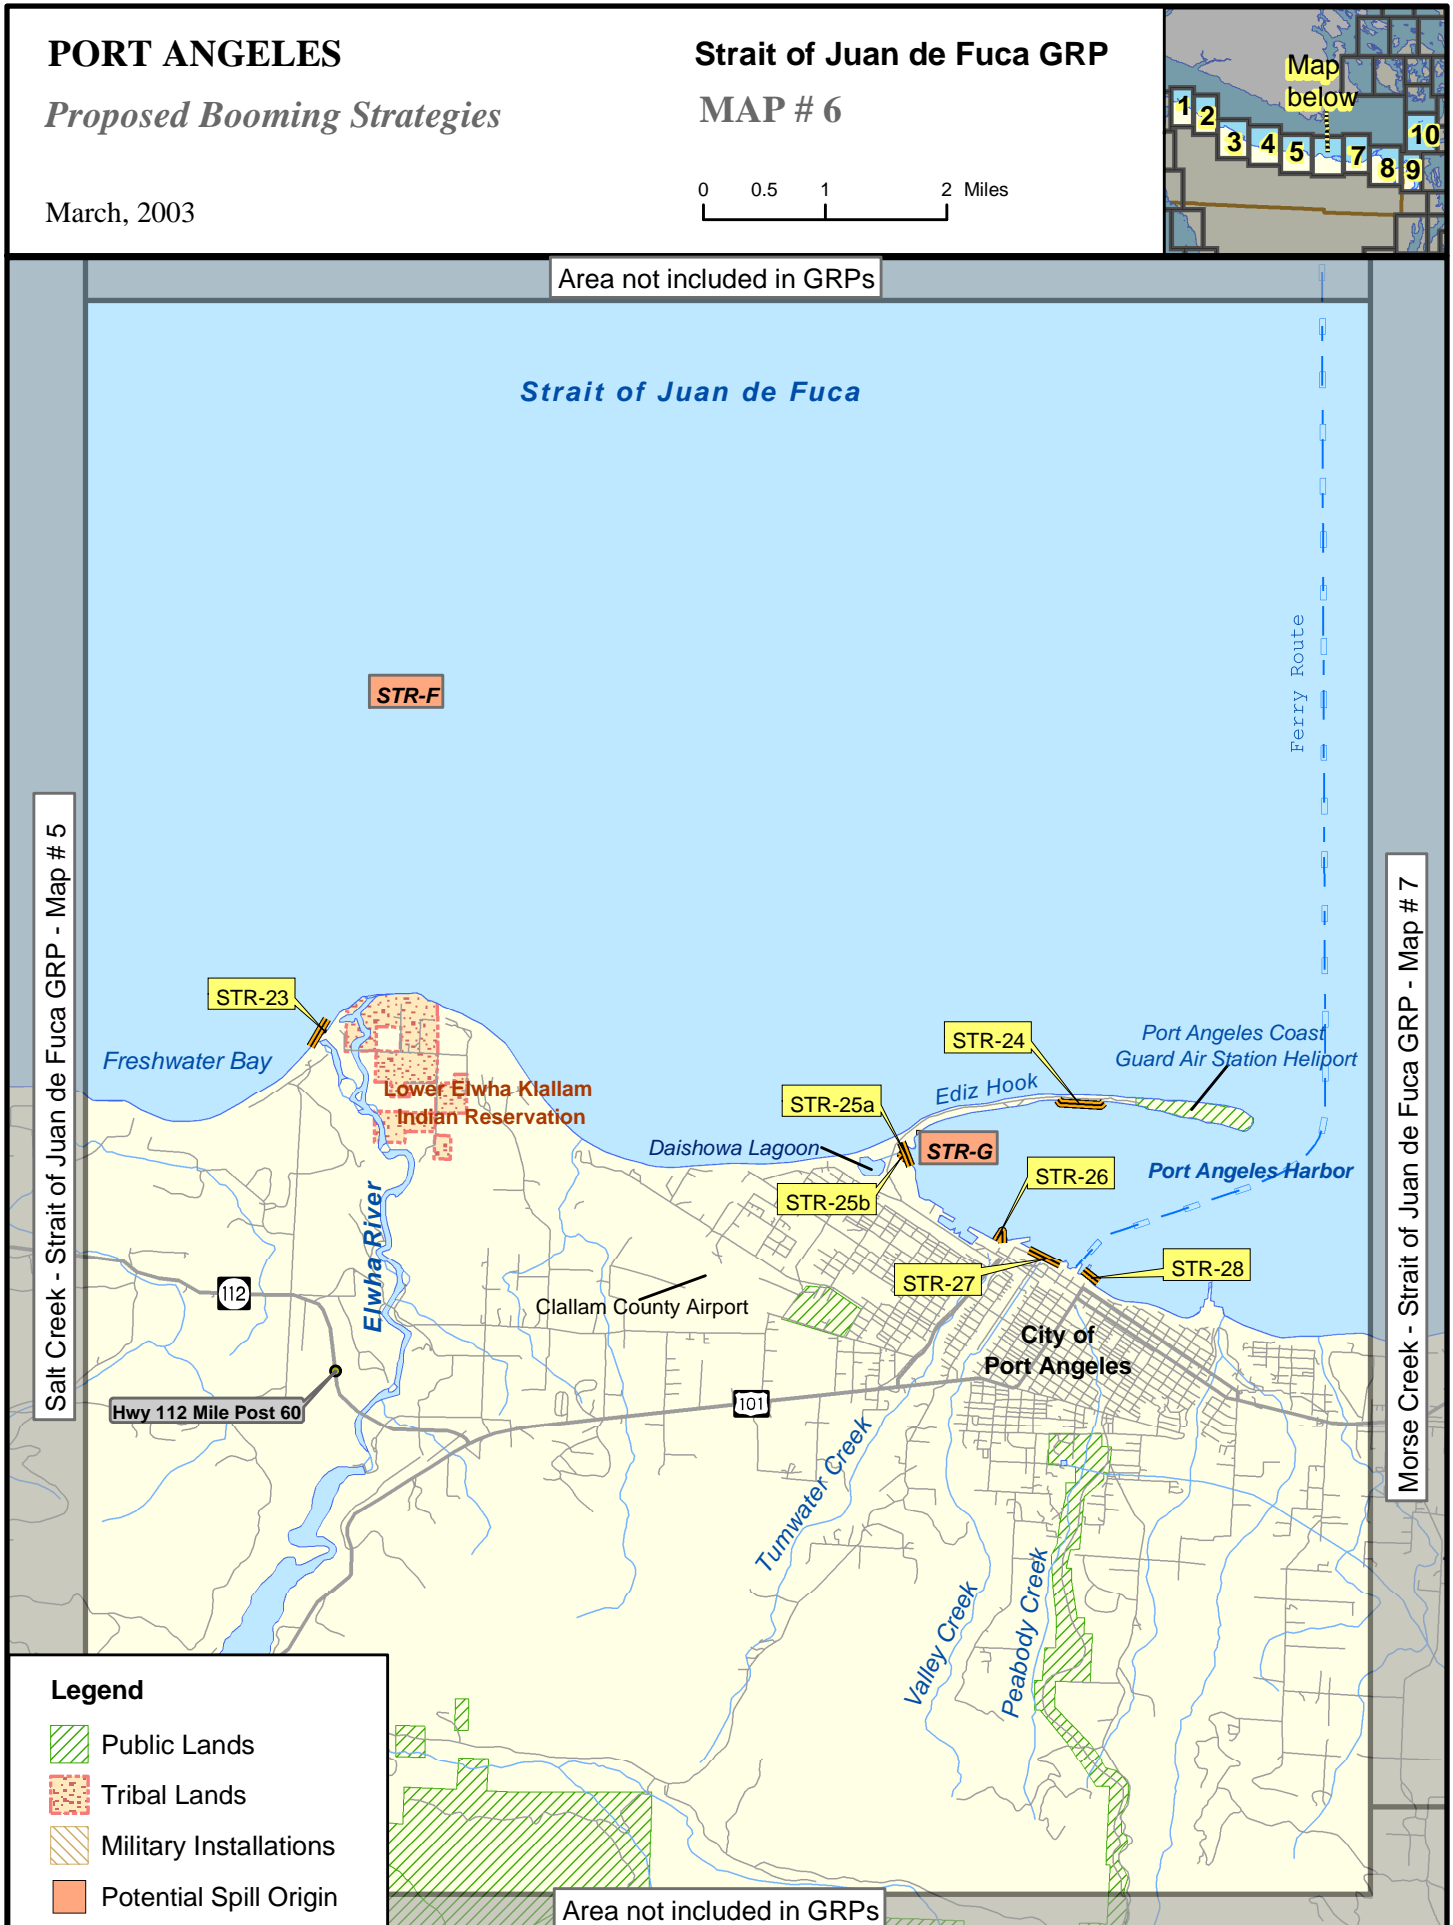 PORT ANGELES
Proposed Booming Strategies
March, 2003
Strait of Juan de Fuca GRP
MAP # 6
0 0.5 1 2 Miles
Map
below
1
2
3
4
5
7
8
9
10
Area not included in GRPs
Strait of Juan de Fuca
STR-F
Ferry Route
Salt Creek - Strait of Juan de Fuca GRP - Map # 5
Morse Creek - Strait of Juan de Fuca GRP - Map # 7
STR-23
Freshwater Bay
Lower Elwha Klallam
Indian Reservation
STR-24
Port Angeles Coast
Guard Air Station Heliport
Ediz Hook
STR-25a
Daishowa Lagoon
STR-G
STR-25b
STR-26
Port Angeles Harbor
STR-27
STR-28
Elwha River
112
Clallam County Airport
City of
Port Angeles
Hwy 112 Mile Post 60
101
Tumwater Creek
Valley Creek
Peabody Creek
Legend
Public Lands
Tribal Lands
Military Installations
Potential Spill Origin
Area not included in GRPs